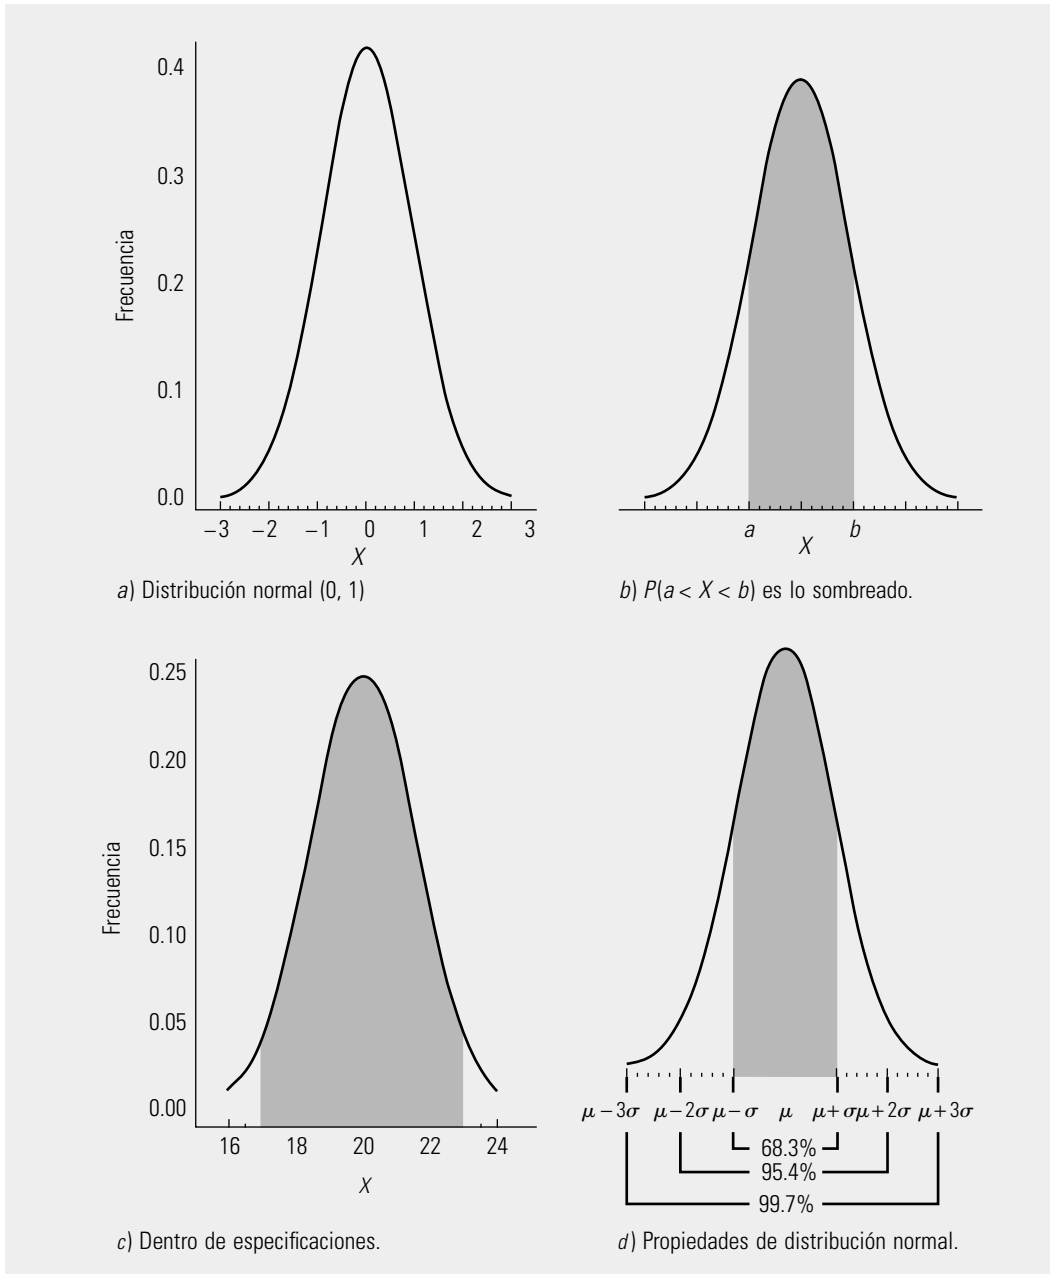 0.4
0.3
0.2
0.1
0.0
Frecuencia
−3 −2 −1 0 1 2 3
X
a) Distribución normal (0, 1)
a b
X
b) P(a < X < b) es lo sombreado.
0.25
0.20
0.15
0.10
0.05
0.00
Frecuencia
16 18 20 22 24
X
c) Dentro de especificaciones.
μ−3σ μ−2σ μ−σ μ μ+σ μ+2σ μ+3σ
68.3%
95.4%
99.7%
d) Propiedades de distribución normal.